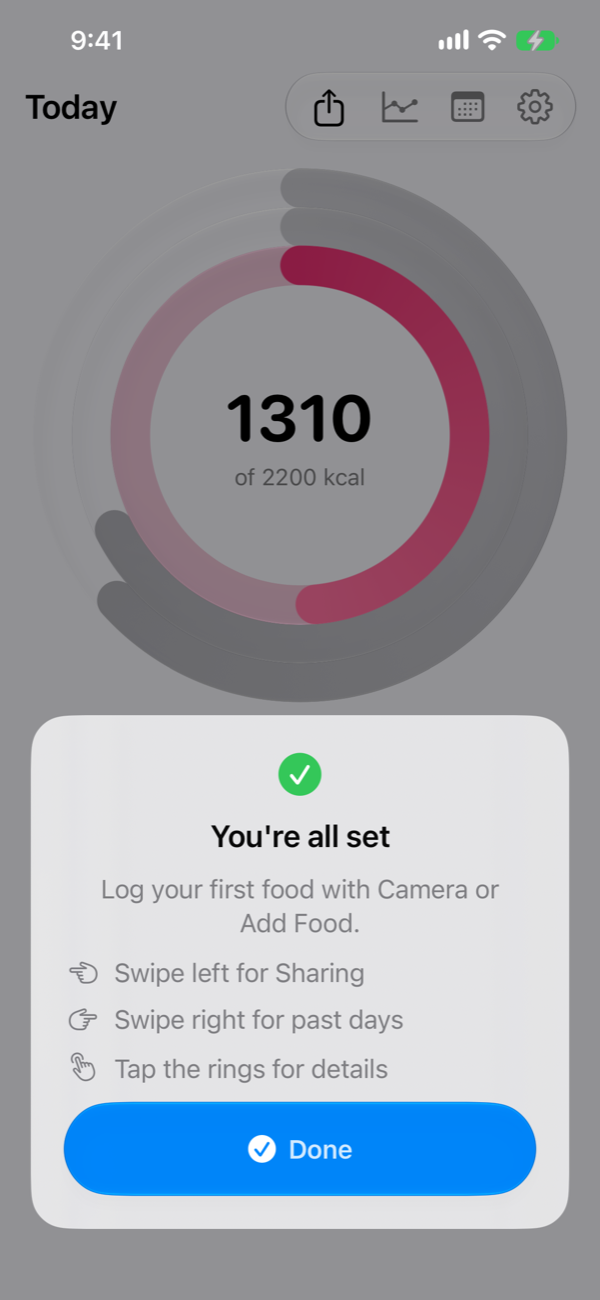 9:41
Today
1310
of 2200 kcal
You're all set
Log your first food with Camera or
Add Food.
Swipe left for Sharing
Swipe right for past days
Tap the rings for details
Done